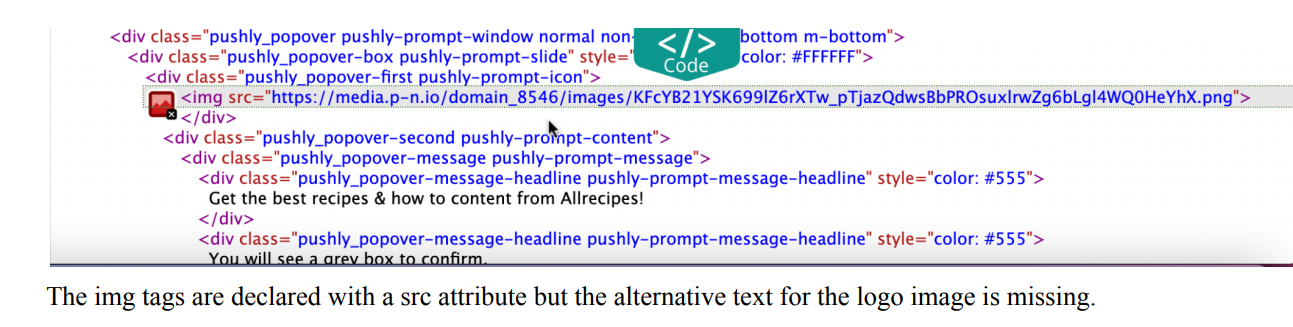 <div class="pushly_popover pushly-prompt-window normal non- bottom m-bottom">
<div class="pushly_popover-box pushly-prompt-slide" style=" color: #FFFFFF">
</>
Code
<div class="pushly_popover-first pushly-prompt-icon">
<img src="https://media.p-n.io/domain_8546/images/KFcYB21YSK699lZ6rXTw_pTjazQdwsBbPROsuxlrwZg6bLgl4WQ0HeYhX.png">
</div>
<div class="pushly_popover-second pushly-prompt-content">
<div class="pushly_popover-message pushly-prompt-message">
<div class="pushly_popover-message-headline pushly-prompt-message-headline" style="color: #555">
Get the best recipes & how to content from Allrecipes!
</div>
<div class="pushly_popover-message-headline pushly-prompt-message-headline" style="color: #555">
You will see a grey box to confirm.
The img tags are declared with a src attribute but the alternative text for the logo image is missing.